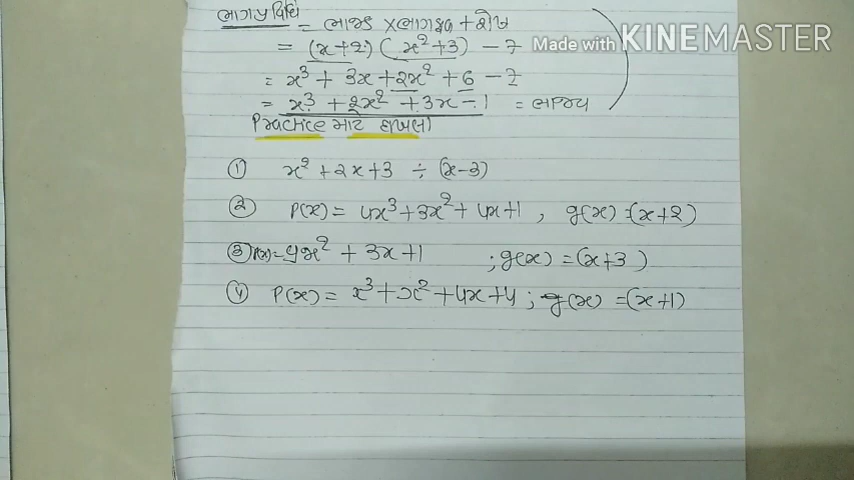 ભાગપ્રવિધિ = ભાજક × ભાગફળ + શેષ
= (x+2) ( x²+3) - 7
Made with KINEMASTER
= x³ + 3x + 2x² + 6 - 7
= x³ + 2x² + 3x - 1 = ભાજ્ય
Practice માટે દાખલા
① x² + 2x + 3 ÷ (x-3)
② P(x) = 4x³ + 3x² + 4x + 1 , g(x) = (x+2)
③ P(x) = 4x² + 3x + 1 ; g(x) = (x+3)
④ P(x) = x³ + x² + 4x + 4 ; g(x) = (x+1)